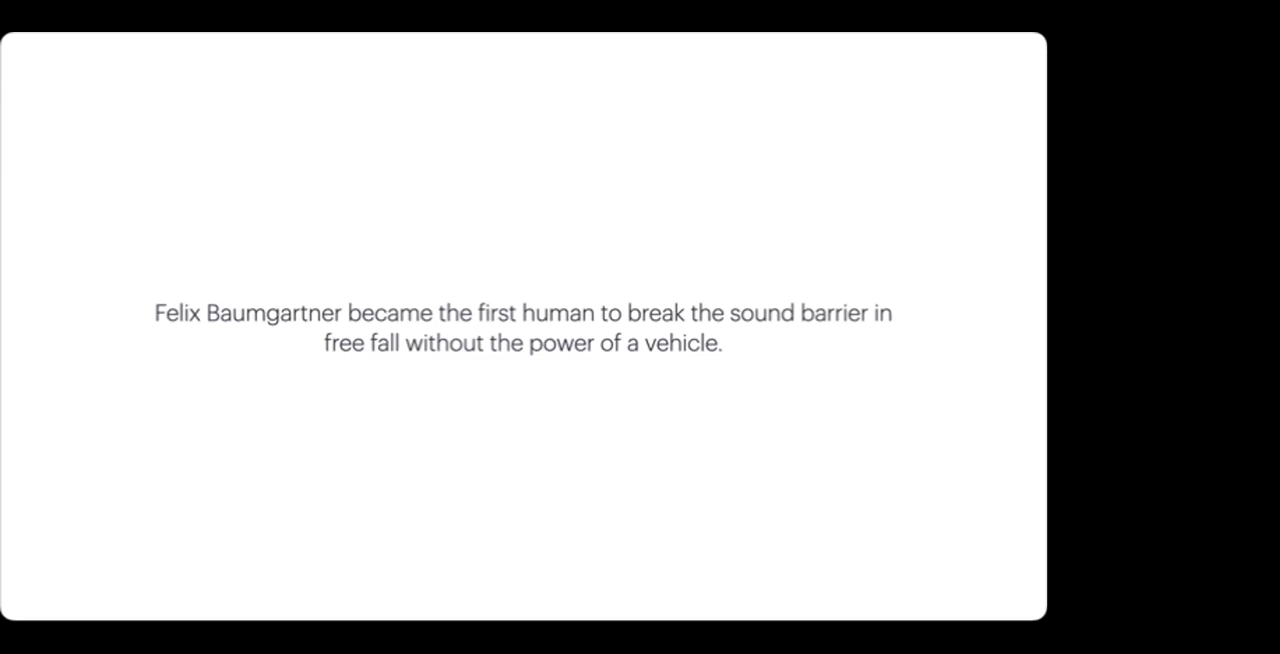 Felix Baumgartner became the first human to break the sound barrier in
free fall without the power of a vehicle.